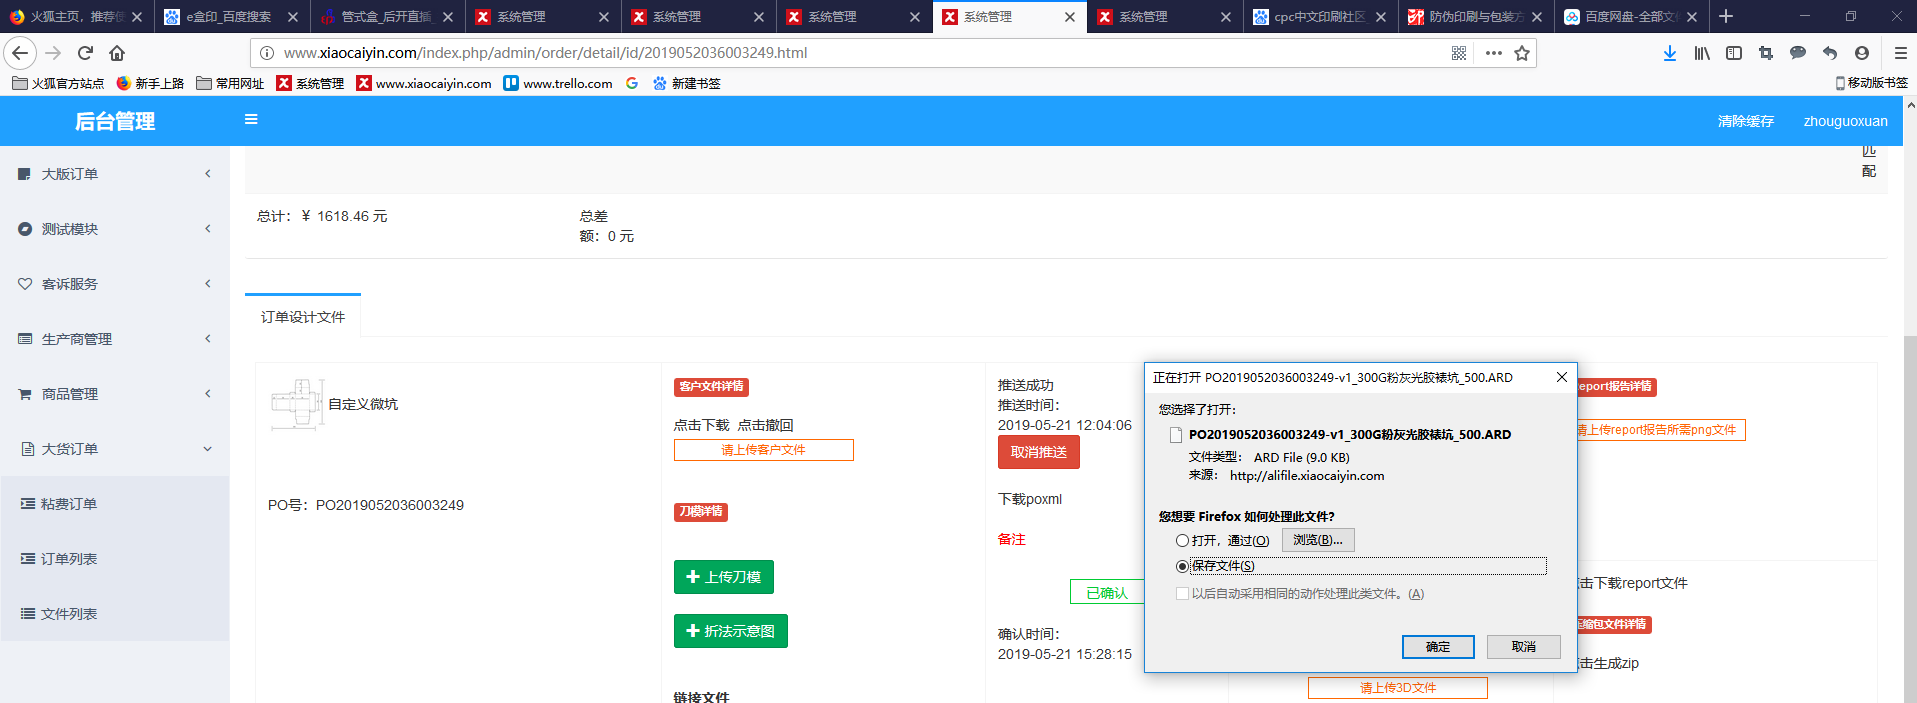 火狐主页，推荐使
e盒印_百度搜索
管式盒_后开直插_
系统管理
系统管理
系统管理
系统管理
系统管理
cpc中文印刷社区
防伪印刷与包装方
百度网盘-全部文件
www.xiaocaiyin.com/index.php/admin/order/detail/id/2019052036003249.html
火狐官方站点
新手上路
常用网址
系统管理
www.xiaocaiyin.com
www.trello.com
新建书签
移动版书签
后台管理
清除缓存
zhouguoxuan
大版订单
测试模块
客诉服务
生产商管理
商品管理
大货订单
粘费订单
订单列表
文件列表
匹
配
总计：¥ 1618.46 元
总差
额：0 元
订单设计文件
自定义微坑
PO号：PO2019052036003249
客户文件详情
点击下载 点击撤回
请上传客户文件
刀模详情
上传刀模
折法示意图
链接文件
推送成功
推送时间：
2019-05-21 12:04:06
取消推送
下载poxml
备注
已确认
确认时间：
2019-05-21 15:28:15
正在打开 PO2019052036003249-v1_300G粉灰光胶裱坑_500.ARD
您选择了打开：
PO2019052036003249-v1_300G粉灰光胶裱坑_500.ARD
文件类型： ARD File (9.0 KB)
来源： http://alifile.xiaocaiyin.com
您想要 Firefox 如何处理此文件?
打开，通过(O)
浏览(B)...
保存文件(S)
以后自动采用相同的动作处理此类文件。(A)
确定
取消
请上传3D文件
report报告详情
请上传report报告所需png文件
点击下载report文件
压缩包文件详情
点击生成zip